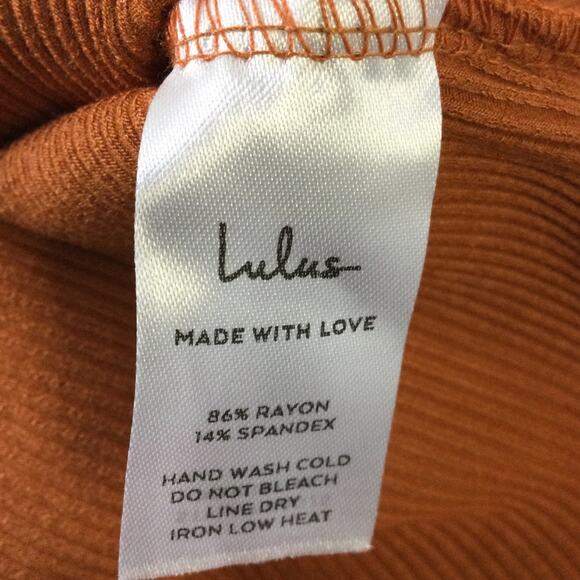 Lulus
MADE WITH LOVE
86% RAYON
14% SPANDEX
HAND WASH COLD
DO NOT BLEACH
LINE DRY
IRON LOW HEAT